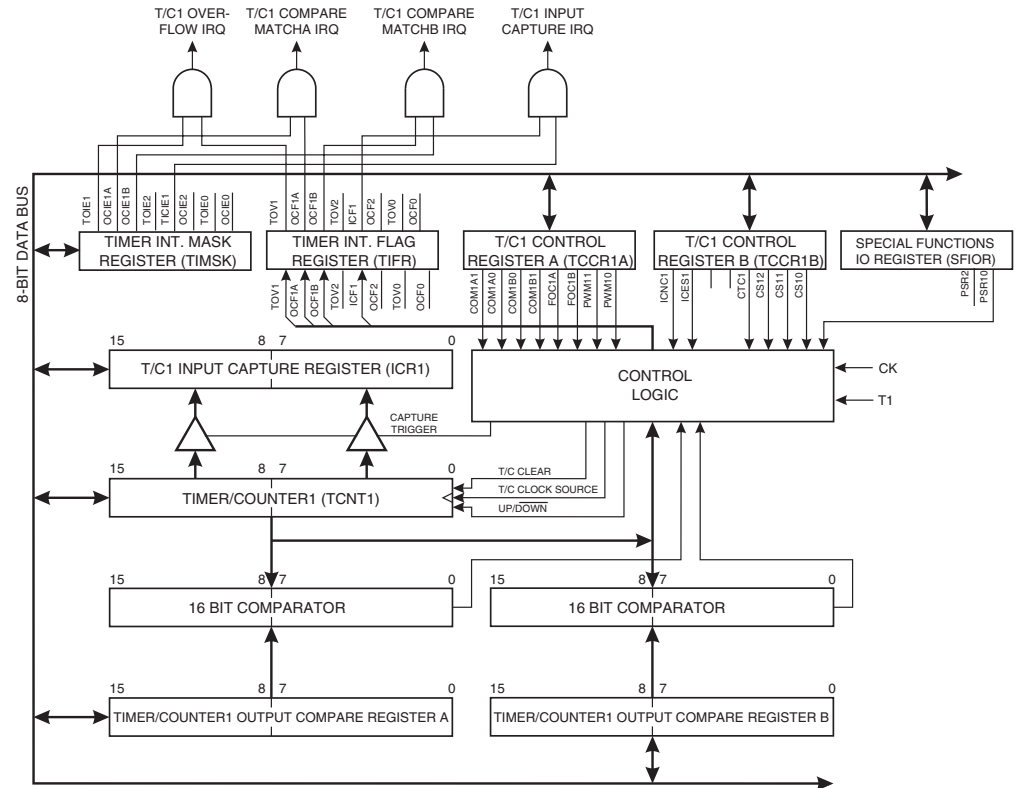 T/C1 OVER-
FLOW IRQ
T/C1 COMPARE
MATCHA IRQ
T/C1 COMPARE
MATCHB IRQ
T/C1 INPUT
CAPTURE IRQ
8-BIT DATA BUS
TOIE1
OCIE1A
OCIE1B
TOIE2
TICIE1
OCIE2
TOIE0
OCIE0
TOV1
OCF1A
OCF1B
TOV2
ICF1
OCF2
TOV0
OCF0
TIMER INT. MASK
REGISTER (TIMSK)
TIMER INT. FLAG
REGISTER (TIFR)
T/C1 CONTROL
REGISTER A (TCCR1A)
T/C1 CONTROL
REGISTER B (TCCR1B)
SPECIAL FUNCTIONS
IO REGISTER (SFIOR)
TOV1
OCF1A
OCF1B
TOV2
ICF1
OCF2
TOV0
OCF0
COM1A1
COM1A0
COM1B0
COM1B1
FOC1A
FOC1B
PWM11
PWM10
ICNC1
ICES1
CTC1
CS12
CS11
CS10
PSR2
PSR10
15 8 7 0
T/C1 INPUT CAPTURE REGISTER (ICR1)
CONTROL
LOGIC
CK
T1
CAPTURE
TRIGGER
15 8 7 0
TIMER/COUNTER1 (TCNT1)
T/C CLEAR
T/C CLOCK SOURCE
UP/DOWN
15 8 7 0
16 BIT COMPARATOR
15 8 7 0
16 BIT COMPARATOR
15 8 7 0
TIMER/COUNTER1 OUTPUT COMPARE REGISTER A
15 8 7 0
TIMER/COUNTER1 OUTPUT COMPARE REGISTER B